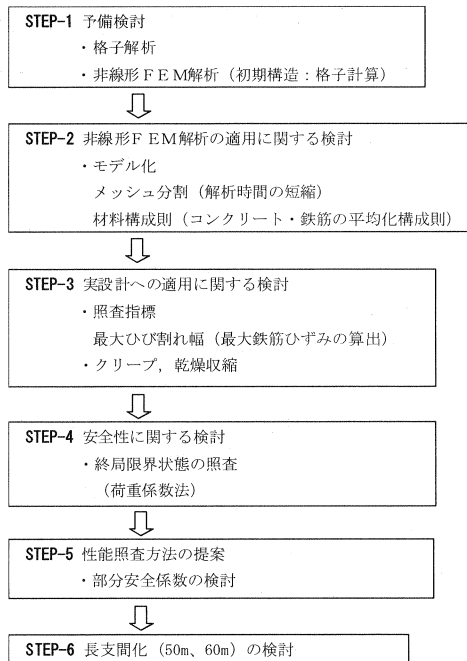 STEP-1 予備検討
・格子解析
・非線形FEM解析（初期構造：格子計算）
STEP-2 非線形FEM解析の適用に関する検討
・モデル化
メッシュ分割（解析時間の短縮）
材料構成則（コンクリート・鉄筋の平均化構成則）
STEP-3 実設計への適用に関する検討
・照査指標
最大ひび割れ幅（最大鉄筋ひずみの算出）
・クリープ，乾燥収縮
STEP-4 安全性に関する検討
・終局限界状態の照査
（荷重係数法）
STEP-5 性能照査方法の提案
・部分安全係数の検討
STEP-6 長支間化（50m、60m）の検討